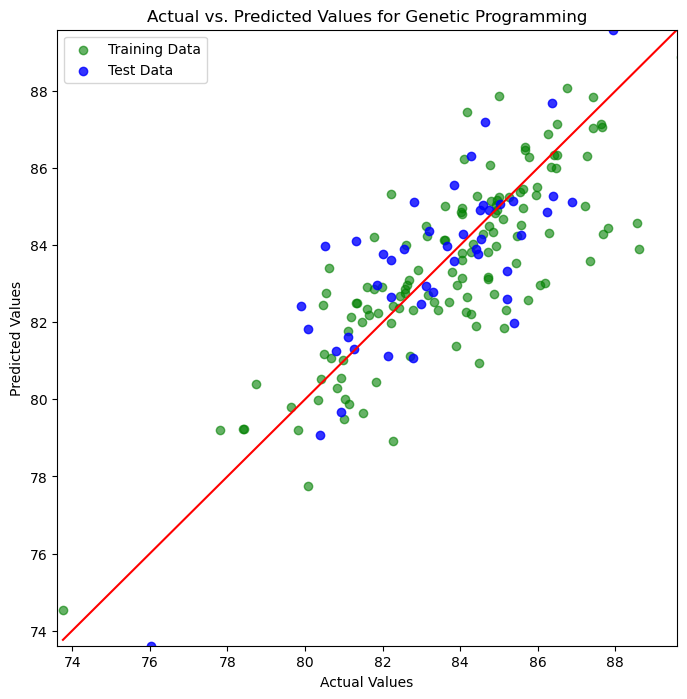 Actual vs. Predicted Values for Genetic Programming
Training Data
Test Data
88
86
84
82
80
78
76
74
Predicted Values
74 76 78 80 82 84 86 88
Actual Values